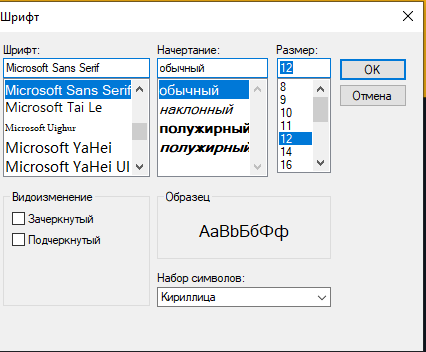 Шрифт
Шрифт:
Microsoft Sans Serif
Microsoft Sans Serif
Microsoft Tai Le
Microsoft Uighur
Microsoft YaHei
Microsoft YaHei UI
Начертание:
обычный
обычный
наклонный
полужирный
полужирный
Размер:
12
8
9
10
11
12
14
16
OK
Отмена
Видоизменение
Зачеркнутый
Подчеркнутый
Образец
АаBbБбФф
Набор символов:
Кириллица